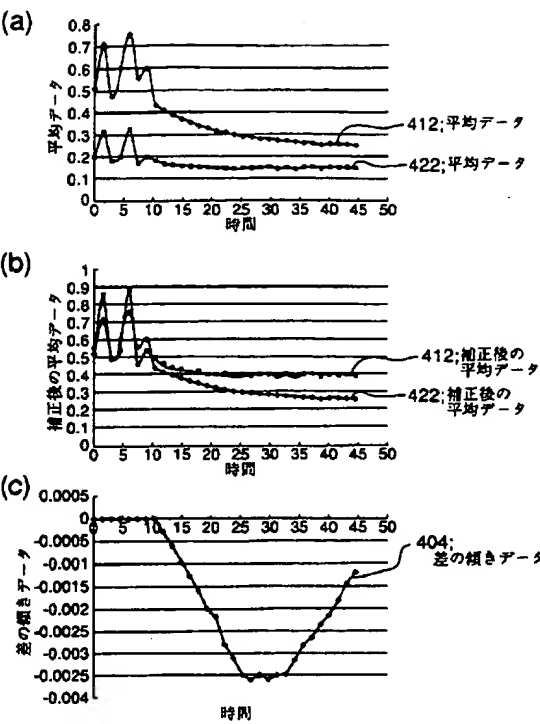 (a)
平均データ
0.8
0.7
0.6
0.5
0.4
0.3
0.2
0.1
0
0 5 10 15 20 25 30 35 40 45 50
時間
412;平均データ
422;平均データ
(b)
補正後の平均データ
1
0.9
0.8
0.7
0.6
0.5
0.4
0.3
0.2
0.1
0
0 5 10 15 20 25 30 35 40 45 50
時間
412;補正後の
平均データ
422;補正後の
平均データ
(c)
差の傾きデータ
0.0005
0
-0.0005
-0.001
-0.0015
-0.002
-0.0025
-0.003
-0.0025
-0.004
0 5 10 15 20 25 30 35 40 45 50
時間
404;
差の傾きデータ